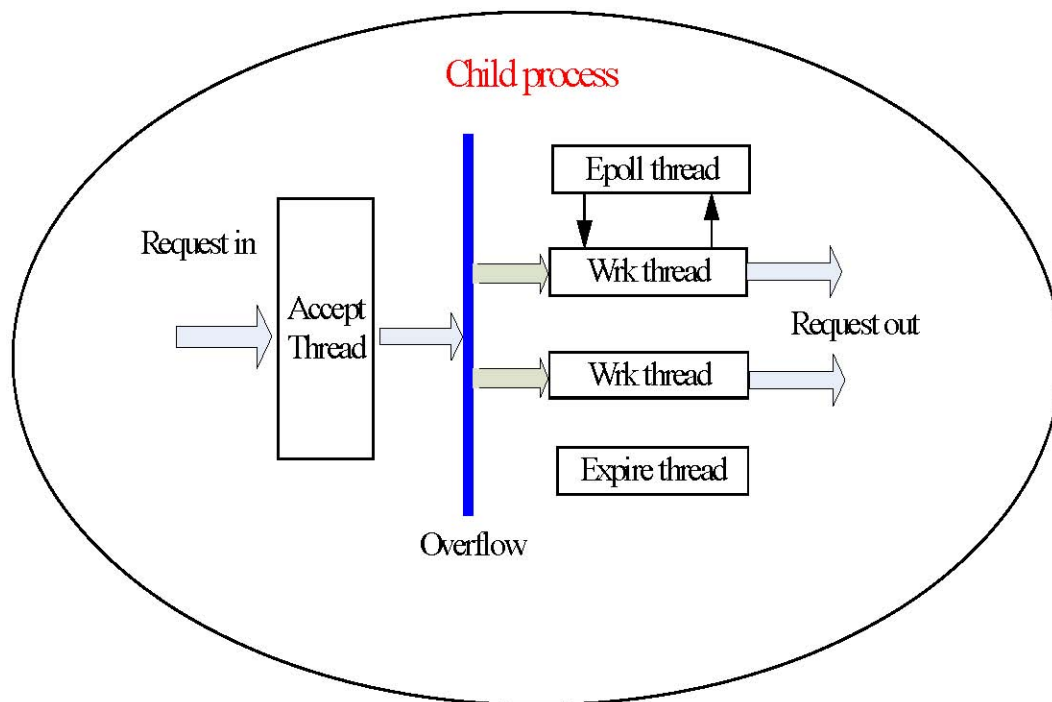 Child process
Epoll thread
Request in
Wrk thread
Accept
Thread
Request out
Wrk thread
Expire thread
Overflow